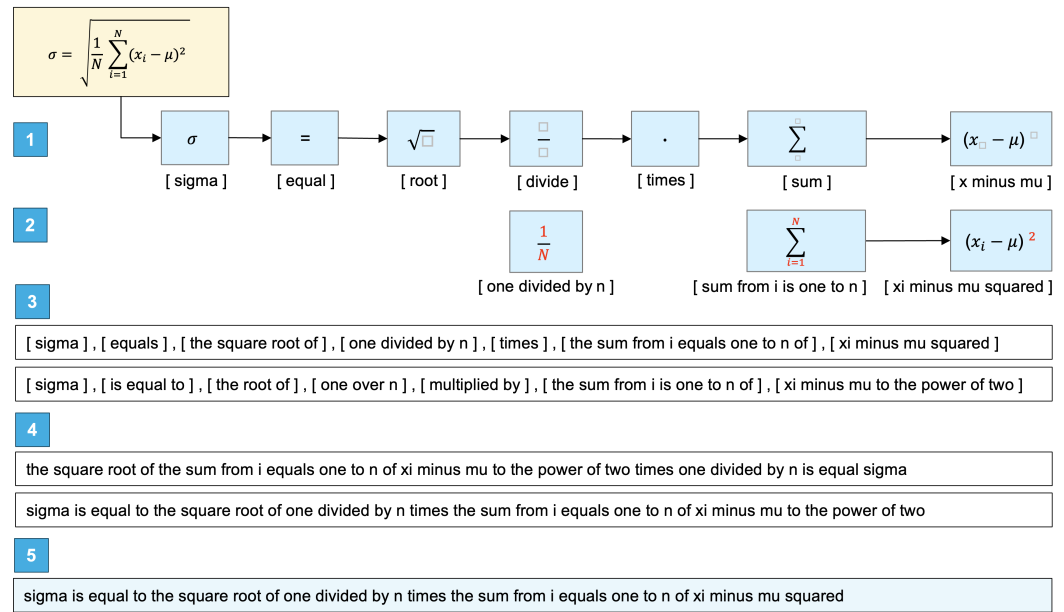 σ = √(1/N ∑_{i=1}^{N} (x_i − μ)²)
1
σ
=
√□
□/□
·
∑_□^□
(x_□ − μ)^□
[ sigma ]
[ equal ]
[ root ]
[ divide ]
[ times ]
[ sum ]
[ x minus mu ]
2
1/N
∑_{i=1}^{N}
(x_i − μ)²
[ one divided by n ]
[ sum from i is one to n ]
[ xi minus mu squared ]
3
[ sigma ] , [ equals ] , [ the square root of ] , [ one divided by n ] , [ times ] , [ the sum from i equals one to n of ] , [ xi minus mu squared ]
[ sigma ] , [ is equal to ] , [ the root of ] , [ one over n ] , [ multiplied by ] , [ the sum from i is one to n of ] , [ xi minus mu to the power of two ]
4
the square root of the sum from i equals one to n of xi minus mu to the power of two times one divided by n is equal sigma
sigma is equal to the square root of one divided by n times the sum from i equals one to n of xi minus mu to the power of two
5
sigma is equal to the square root of one divided by n times the sum from i equals one to n of xi minus mu squared